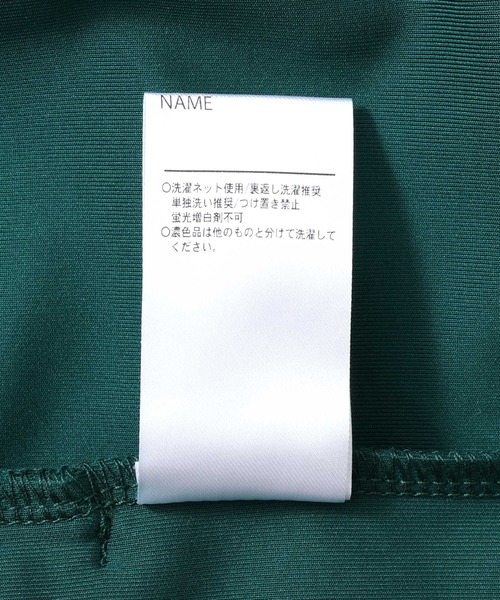 NAME
○洗濯ネット使用/裏返し洗濯推奨
単独洗い推奨/つけ置き禁止
蛍光増白剤不可
○濃色品は他のものと分けて洗濯して
ください。